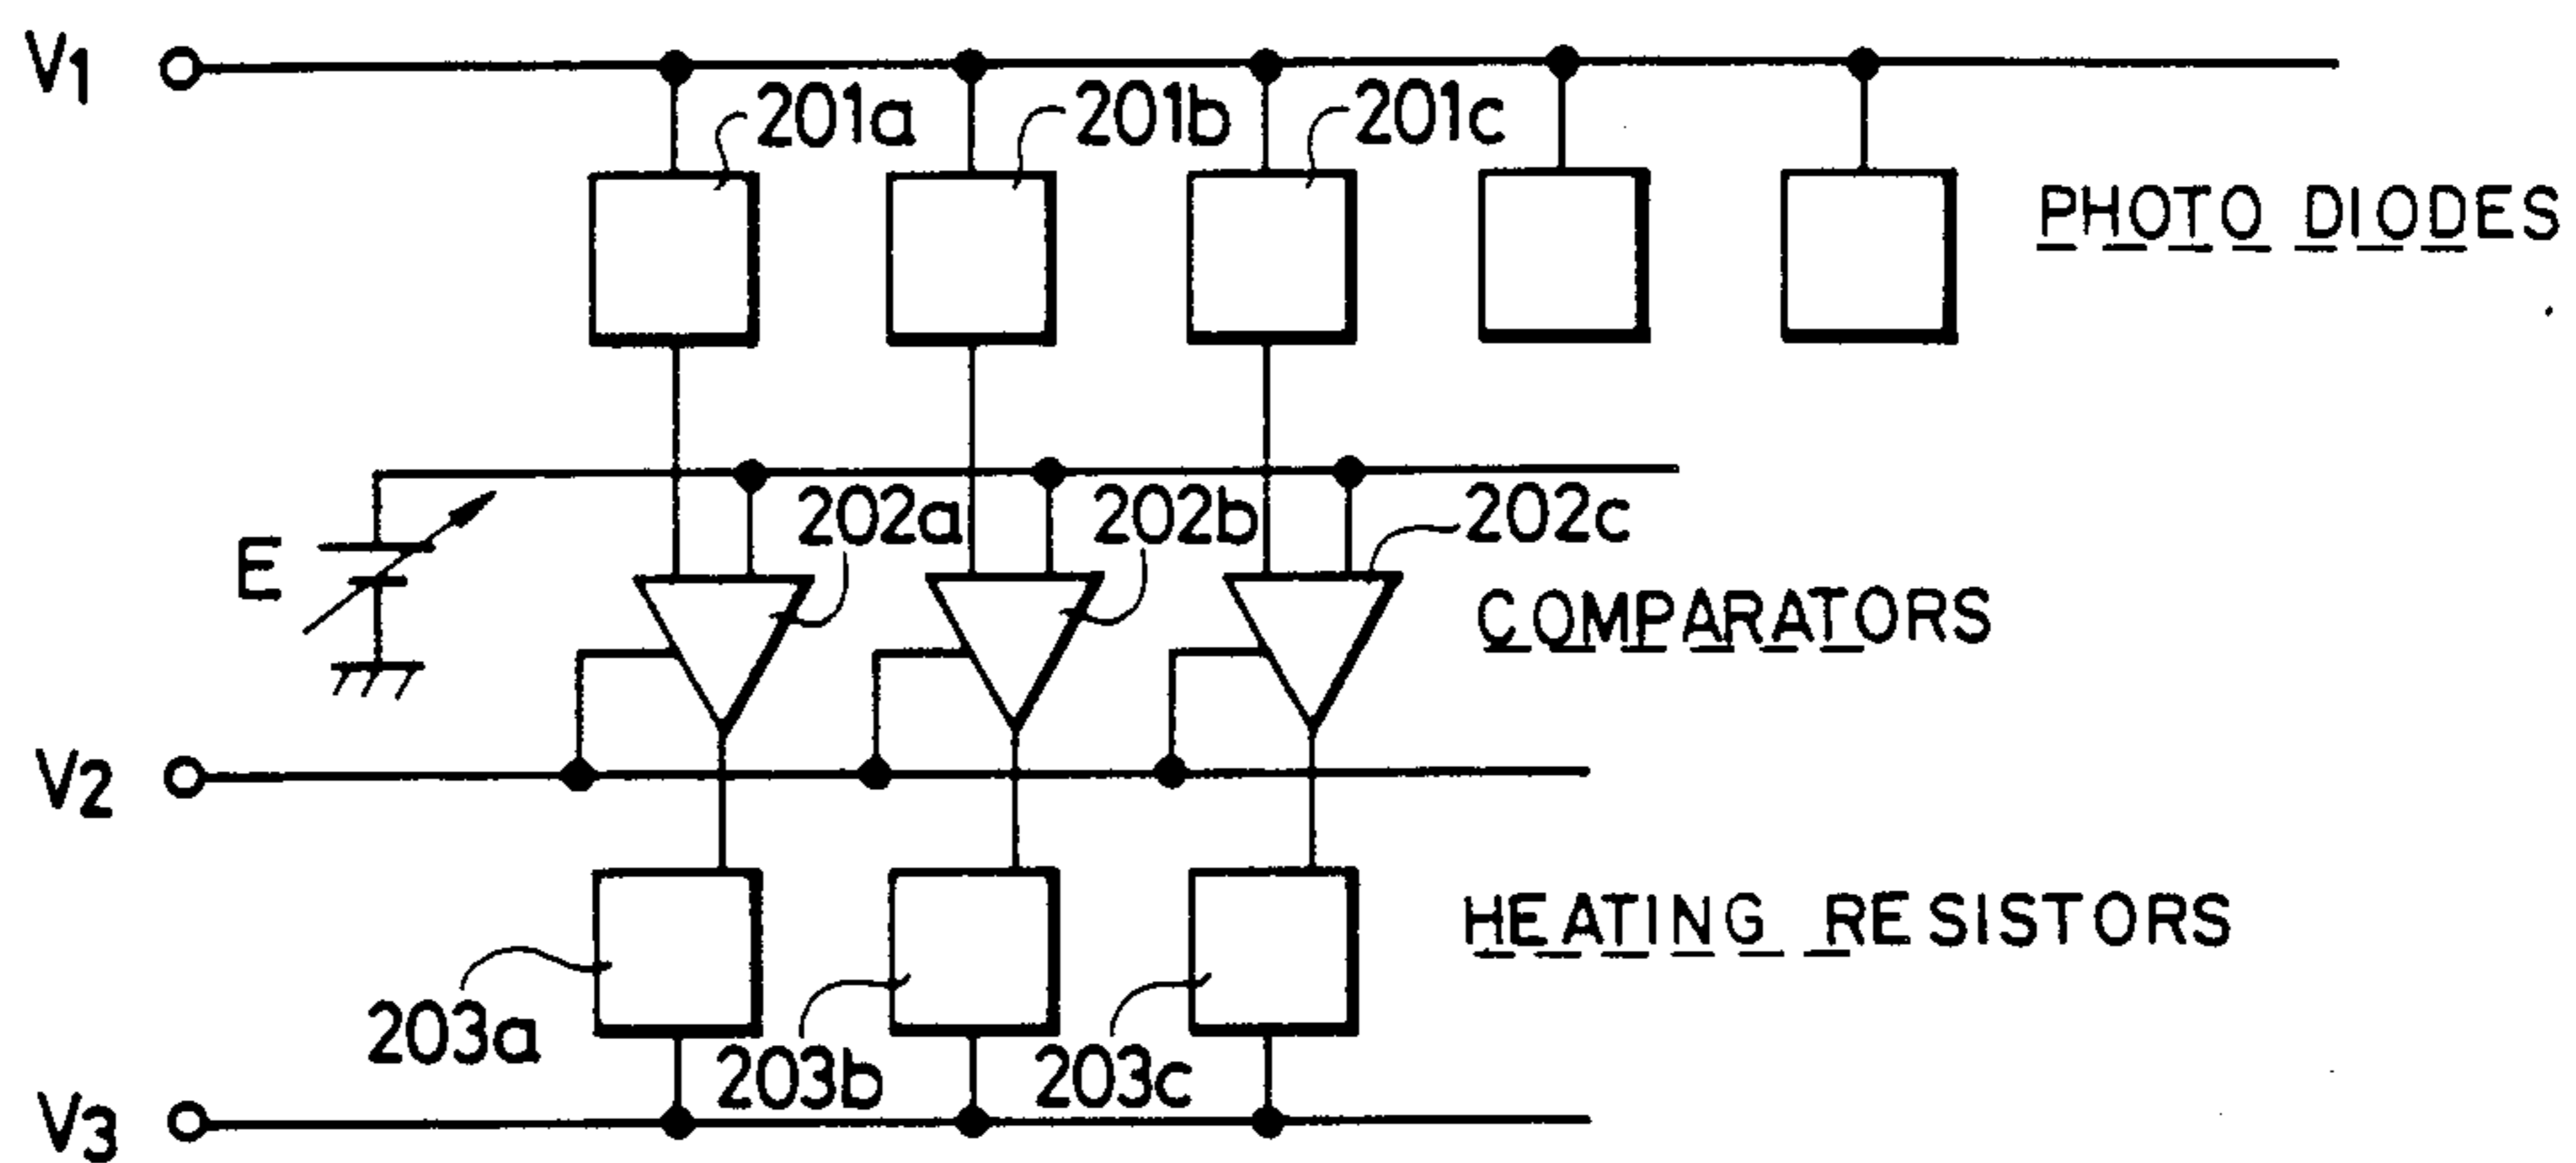 V1
201a
201b
201c
PHOTO DIODES
E
202a
202b
202c
COMPARATORS
V2
HEATING RESISTORS
203a
203b
203c
V3